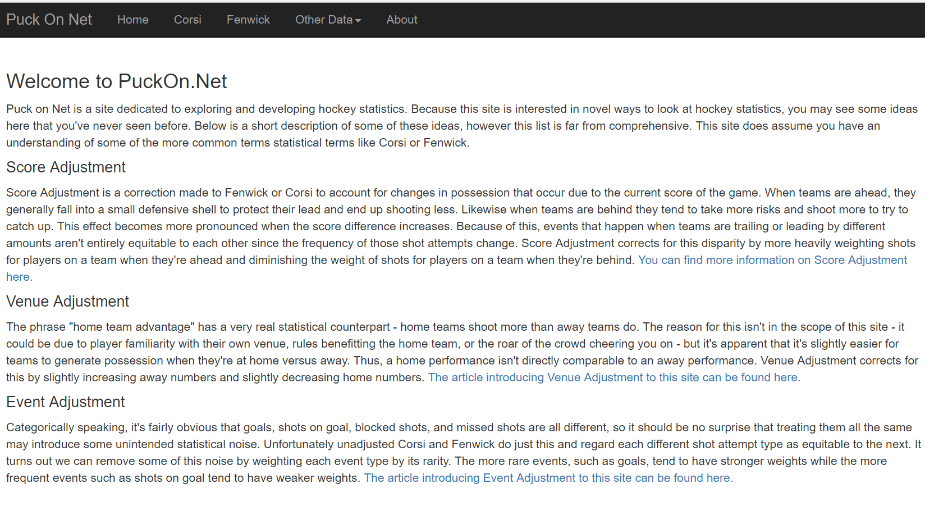 Puck On Net Home Corsi Fenwick Other Data About
Welcome to PuckOn.Net
Puck on Net is a site dedicated to exploring and developing hockey statistics. Because this site is interested in novel ways to look at hockey statistics, you may see some ideas
here that you've never seen before. Below is a short description of some of these ideas, however this list is far from comprehensive. This site does assume you have an
understanding of some of the more common terms statistical terms like Corsi or Fenwick.
Score Adjustment
Score Adjustment is a correction made to Fenwick or Corsi to account for changes in possession that occur due to the current score of the game. When teams are ahead, they
generally fall into a small defensive shell to protect their lead and end up shooting less. Likewise when teams are behind they tend to take more risks and shoot more to try to
catch up. This effect becomes more pronounced when the score difference increases. Because of this, events that happen when teams are trailing or leading by different
amounts aren't entirely equitable to each other since the frequency of those shot attempts change. Score Adjustment corrects for this disparity by more heavily weighting shots
for players on a team when they're ahead and diminishing the weight of shots for players on a team when they're behind. You can find more information on Score Adjustment
here.
Venue Adjustment
The phrase "home team advantage" has a very real statistical counterpart - home teams shoot more than away teams do. The reason for this isn't in the scope of this site - it
could be due to player familiarity with their own venue, rules benefitting the home team, or the roar of the crowd cheering you on - but it's apparent that it's slightly easier for
teams to generate possession when they're at home versus away. Thus, a home performance isn't directly comparable to an away performance. Venue Adjustment corrects for
this by slightly increasing away numbers and slightly decreasing home numbers. The article introducing Venue Adjustment to this site can be found here.
Event Adjustment
Categorically speaking, it's fairly obvious that goals, shots on goal, blocked shots, and missed shots are all different, so it should be no surprise that treating them all the same
may introduce some unintended statistical noise. Unfortunately unadjusted Corsi and Fenwick do just this and regard each different shot attempt type as equitable to the next. It
turns out we can remove some of this noise by weighting each event type by its rarity. The more rare events, such as goals, tend to have stronger weights while the more
frequent events such as shots on goal tend to have weaker weights. The article introducing Event Adjustment to this site can be found here.